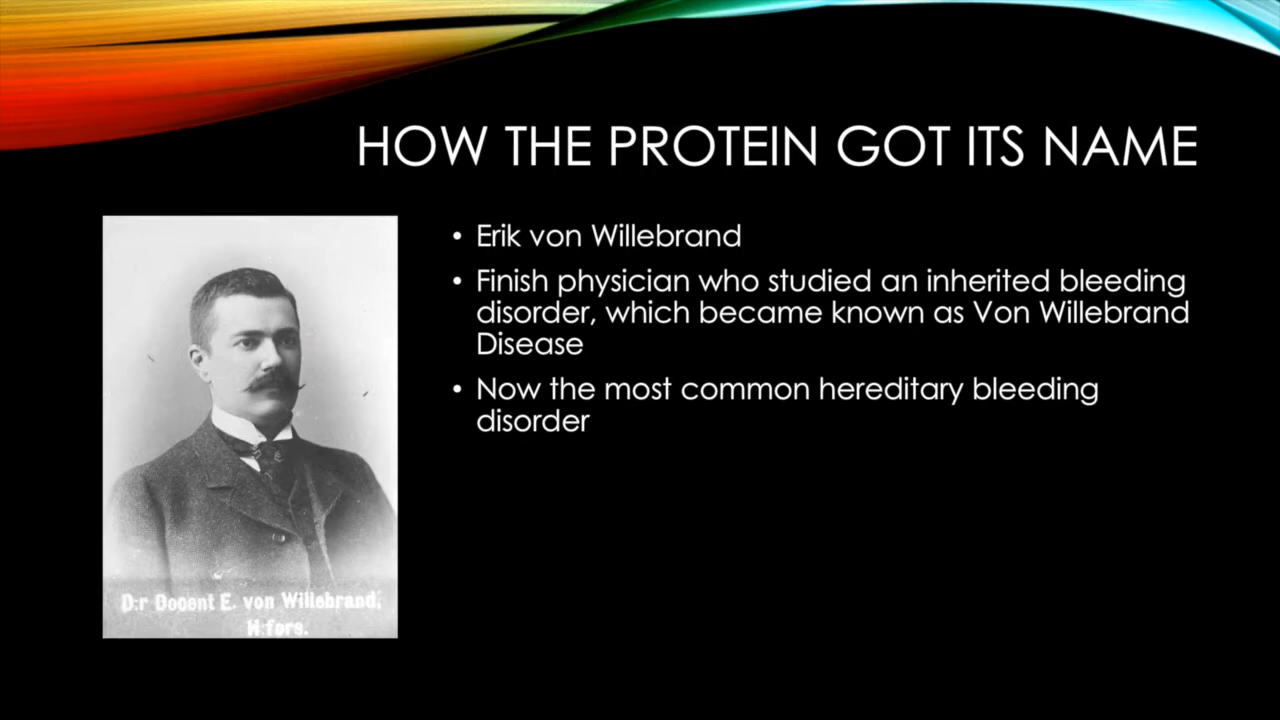 HOW THE PROTEIN GOT ITS NAME
• Erik von Willebrand
• Finish physician who studied an inherited bleeding
disorder, which became known as Von Willebrand
Disease
• Now the most common hereditary bleeding
disorder
D:r Docent E. von Willebrand,
H:fors.